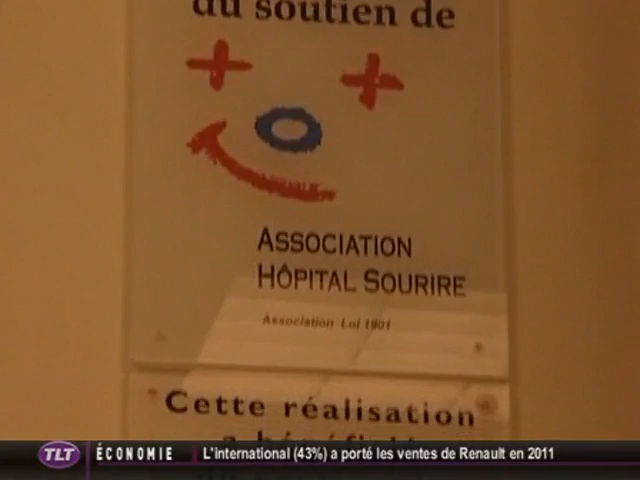 du soutien de
ASSOCIATION
HÔPITAL SOURIRE
Association Loi 1901
Cette réalisation
TLT
ÉCONOMIE
L'international (43%) a porté les ventes de Renault en 2011